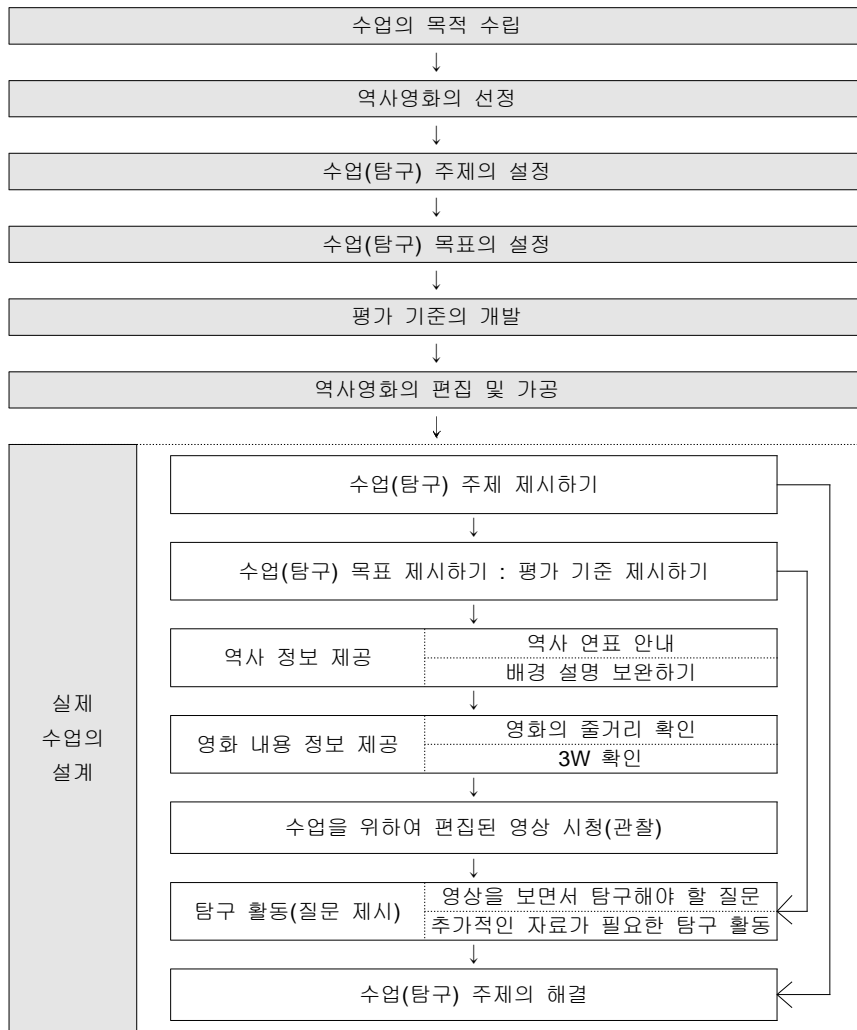 수업의 목적 수립
↓
역사영화의 선정
↓
수업(탐구) 주제의 설정
↓
수업(탐구) 목표의 설정
↓
평가 기준의 개발
↓
역사영화의 편집 및 가공
↓
실제
수업의
설계
수업(탐구) 주제 제시하기
↓
수업(탐구) 목표 제시하기 : 평가 기준 제시하기
↓
역사 정보 제공
역사 연표 안내
배경 설명 보완하기
↓
영화 내용 정보 제공
영화의 줄거리 확인
3W 확인
↓
수업을 위하여 편집된 영상 시청(관찰)
↓
탐구 활동(질문 제시)
영상을 보면서 탐구해야 할 질문
추가적인 자료가 필요한 탐구 활동
↓
수업(탐구) 주제의 해결